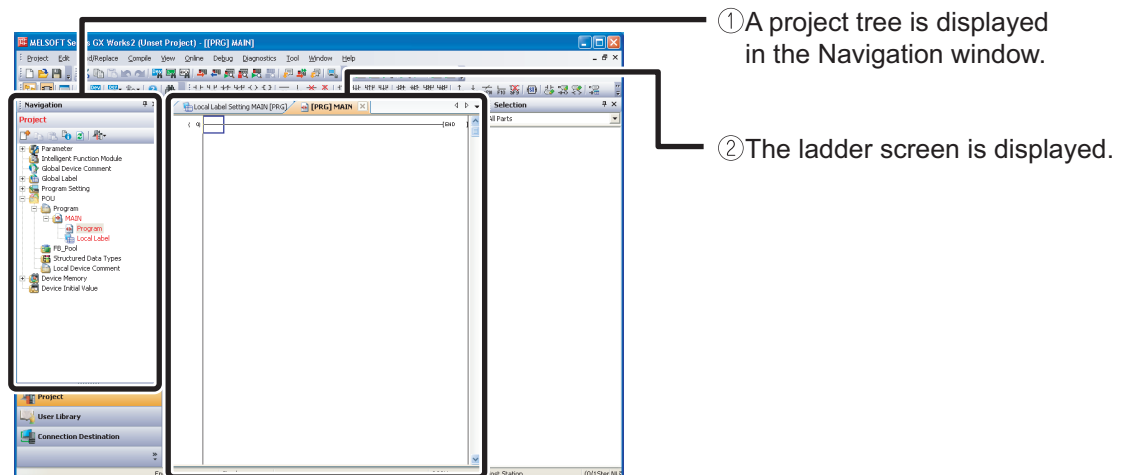 ①A project tree is displayed
in the Navigation window.
②The ladder screen is displayed.
MELSOFT Se s GX Works2 (Unset Project) - [[PRG] MAIN]
Project Edit nd/Replace Compile View Online Debug Diagnostics Tool Window Help
Navigation
Project
Parameter
Intelligent Function Module
Global Device Comment
Global Label
Program Setting
POU
Program
MAIN
Program
Local Label
FB_Pool
Structured Data Types
Local Device Comment
Device Memory
Device Initial Value
Project
User Library
Connection Destination
Local Label Setting MAIN [PRG] [PRG] MAIN
( 0) (END )
Selection
All Parts